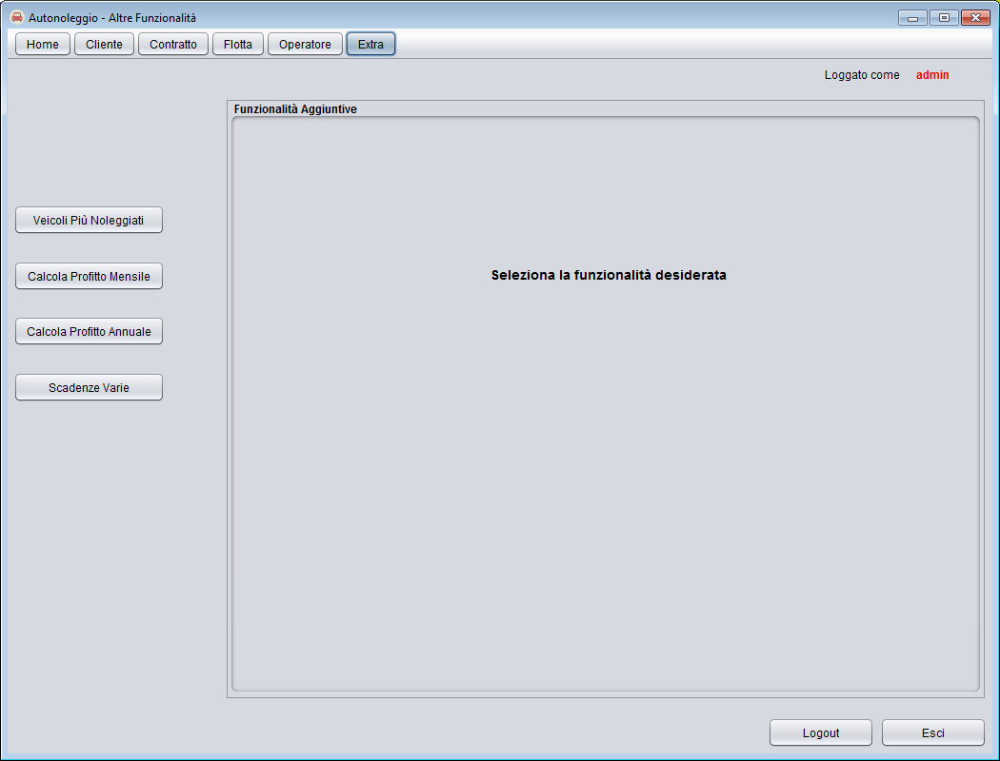 Autonoleggio - Altre Funzionalità
Home Cliente Contratto Flotta Operatore Extra
Loggato come admin
Funzionalità Aggiuntive
Veicoli Più Noleggiati
Calcola Profitto Mensile
Seleziona la funzionalità desiderata
Calcola Profitto Annuale
Scadenze Varie
Logout Esci